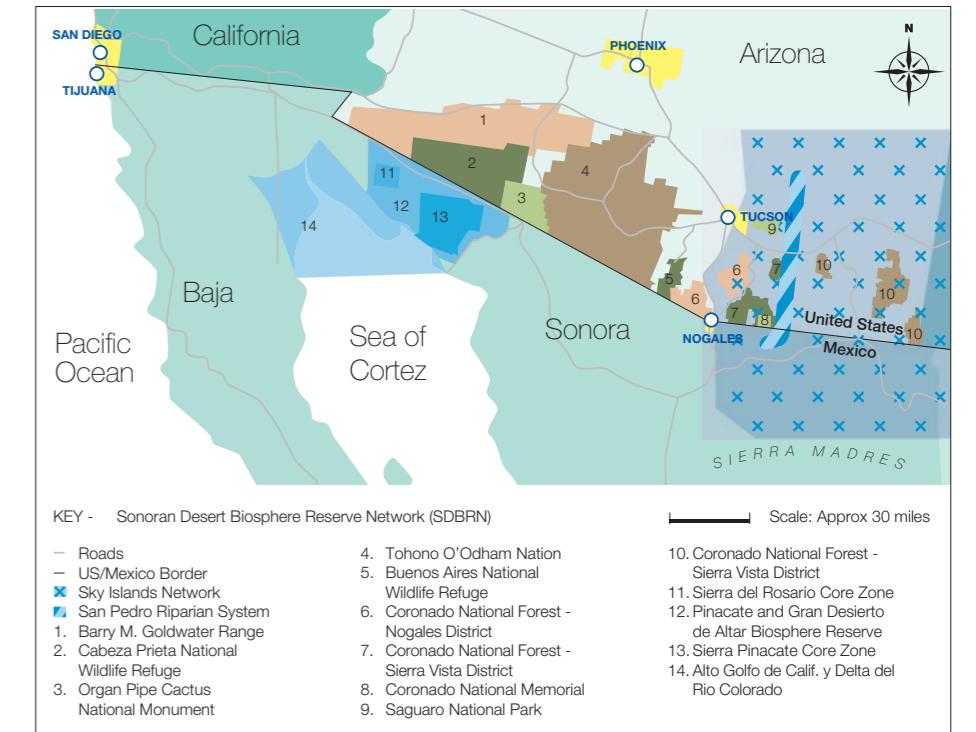 SAN DIEGO
California
PHOENIX
Arizona
N
TIJUANA
1
2
4
11
3
12
13
14
TUCSON
9
Baja
5
6
7
10
6
10
7
8
10
Sea of
Cortez
Sonora
NOGALES
United States
Mexico
Pacific
Ocean
SIERRA MADRES
KEY - Sonoran Desert Biosphere Reserve Network (SDBRN)
Scale: Approx 30 miles
Roads
US/Mexico Border
Sky Islands Network
San Pedro Riparian System
1. Barry M. Goldwater Range
2. Cabeza Prieta National
Wildlife Refuge
3. Organ Pipe Cactus
National Monument
4. Tohono O’Odham Nation
5. Buenos Aires National
Wildlife Refuge
6. Coronado National Forest -
Nogales District
7. Coronado National Forest -
Sierra Vista District
8. Coronado National Memorial
9. Saguaro National Park
10. Coronado National Forest -
Sierra Vista District
11. Sierra del Rosario Core Zone
12. Pinacate and Gran Desierto
de Altar Biosphere Reserve
13. Sierra Pinacate Core Zone
14. Alto Golfo de Calif. y Delta del
Rio Colorado